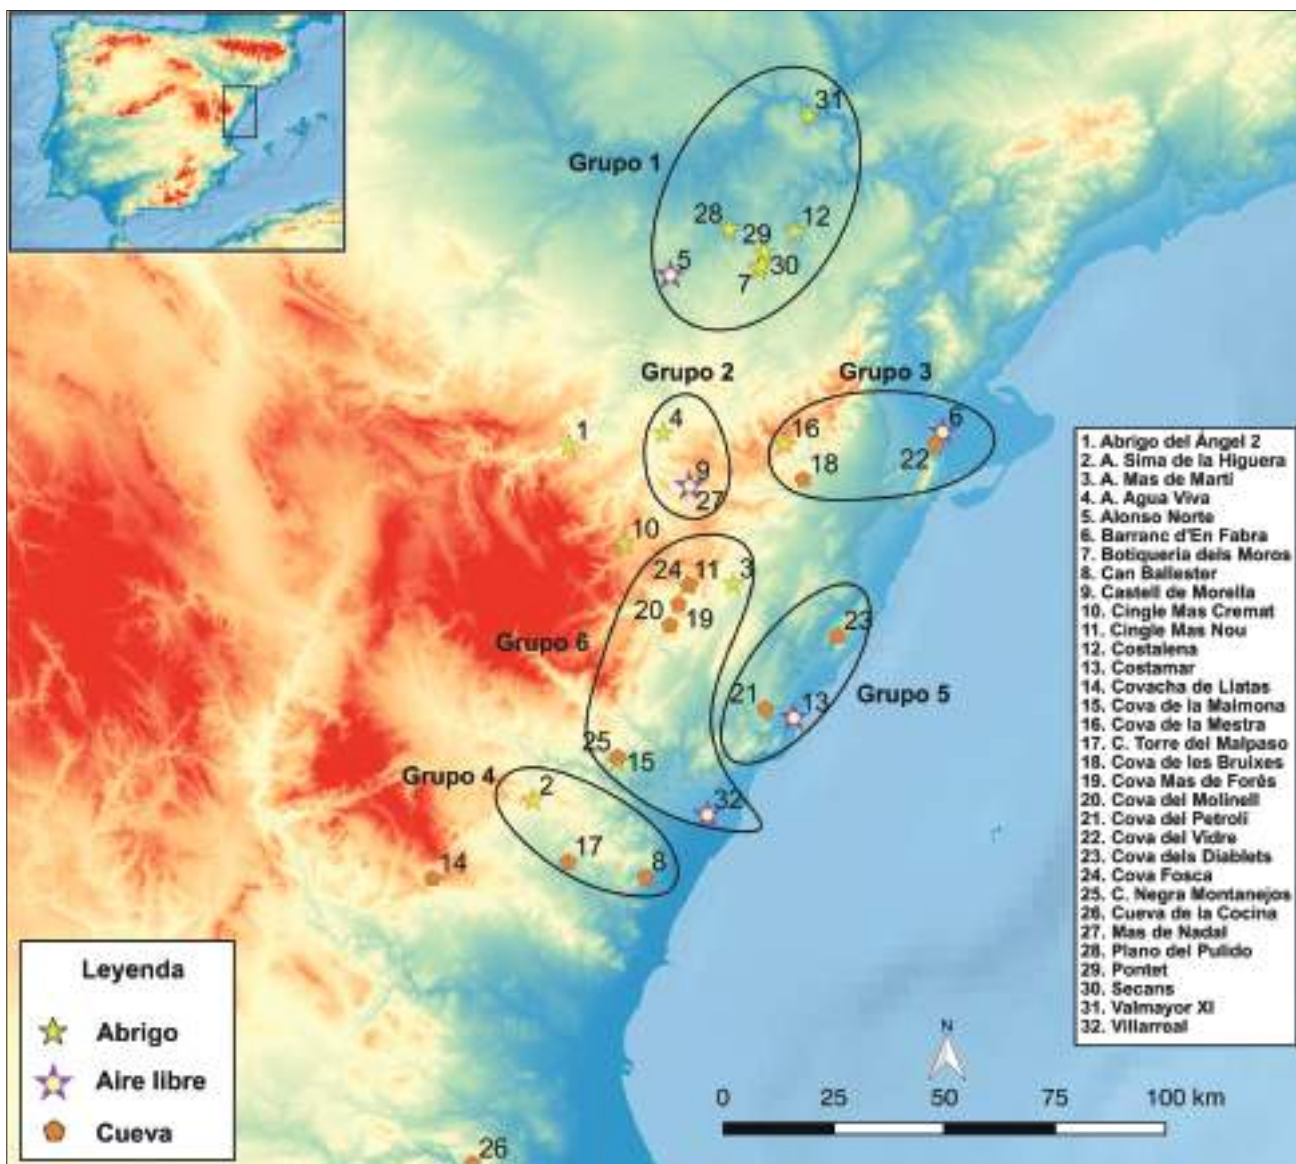 31
Grupo 1
28
12
29
5
30
7
Grupo 2
Grupo 3
4
1
16
6
9
22
18
27
10
24
11
3
20
19
23
Grupo 6
21
13
Grupo 5
25
15
Grupo 4
2
32
17
14
8
26
1. Abrigo del Ángel 2
2. A. Sima de la Higuera
3. A. Mas de Martí
4. A. Agua Viva
5. Alonso Norte
6. Barranc d'En Fabra
7. Botiqueria dels Moros
8. Can Ballester
9. Castell de Morella
10. Cingle Mas Cremat
11. Cingle Mas Nou
12. Costalena
13. Costamar
14. Covacha de Llatas
15. Cova de la Malmona
16. Cova de la Mestra
17. C. Torre del Malpaso
18. Cova de les Bruixes
19. Cova Mas de Forés
20. Cova del Molinell
21. Cova del Petrolí
22. Cova del Vidre
23. Cova dels Diablets
24. Cova Fosca
25. C. Negra Montanejos
26. Cueva de la Cocina
27. Mas de Nadal
28. Plano del Pulido
29. Pontet
30. Secans
31. Valmayor XI
32. Villarreal
Leyenda
Abrigo
Aire libre
Cueva
N
0 25 50 75 100 km